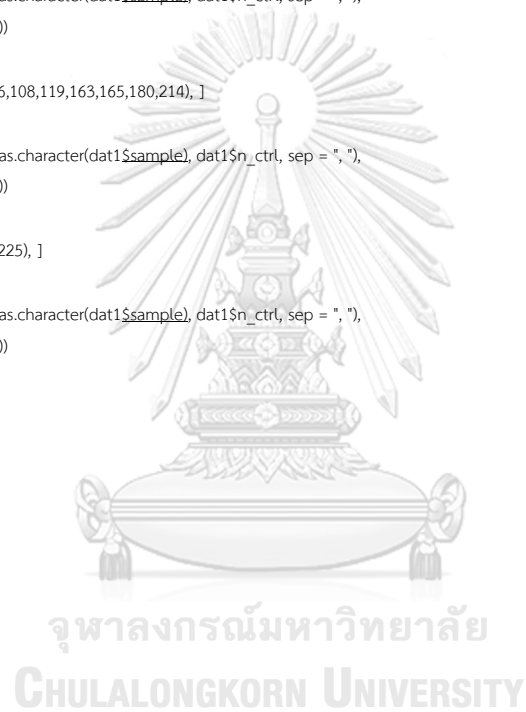 as.character(dat1$sample), dat1$n_ctrl, sep = ", "),
))
6,108,119,163,165,180,214), ]
as.character(dat1$sample), dat1$n_ctrl, sep = ", "),
))
225), ]
as.character(dat1$sample), dat1$n_ctrl, sep = ", "),
))
จุฬาลงกรณ์มหาวิทยาลัย
CHULALONGKORN UNIVERSITY